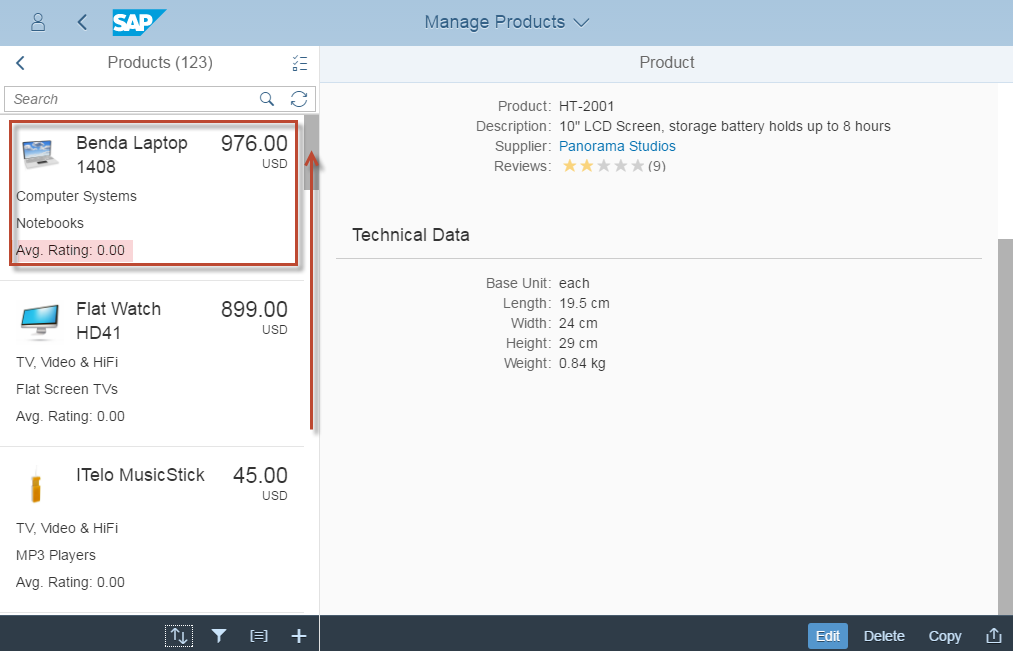 SAP
Manage Products
Products (123)
Search
Benda Laptop
1408
976.00
USD
Computer Systems
Notebooks
Avg. Rating: 0.00
Flat Watch
HD41
899.00
USD
TV, Video & HiFi
Flat Screen TVs
Avg. Rating: 0.00
ITelo MusicStick
45.00
USD
TV, Video & HiFi
MP3 Players
Avg. Rating: 0.00
Product
Product: HT-2001
Description: 10" LCD Screen, storage battery holds up to 8 hours
Supplier: Panorama Studios
Reviews: (9)
Technical Data
Base Unit: each
Length: 19.5 cm
Width: 24 cm
Height: 29 cm
Weight: 0.84 kg
Edit Delete Copy